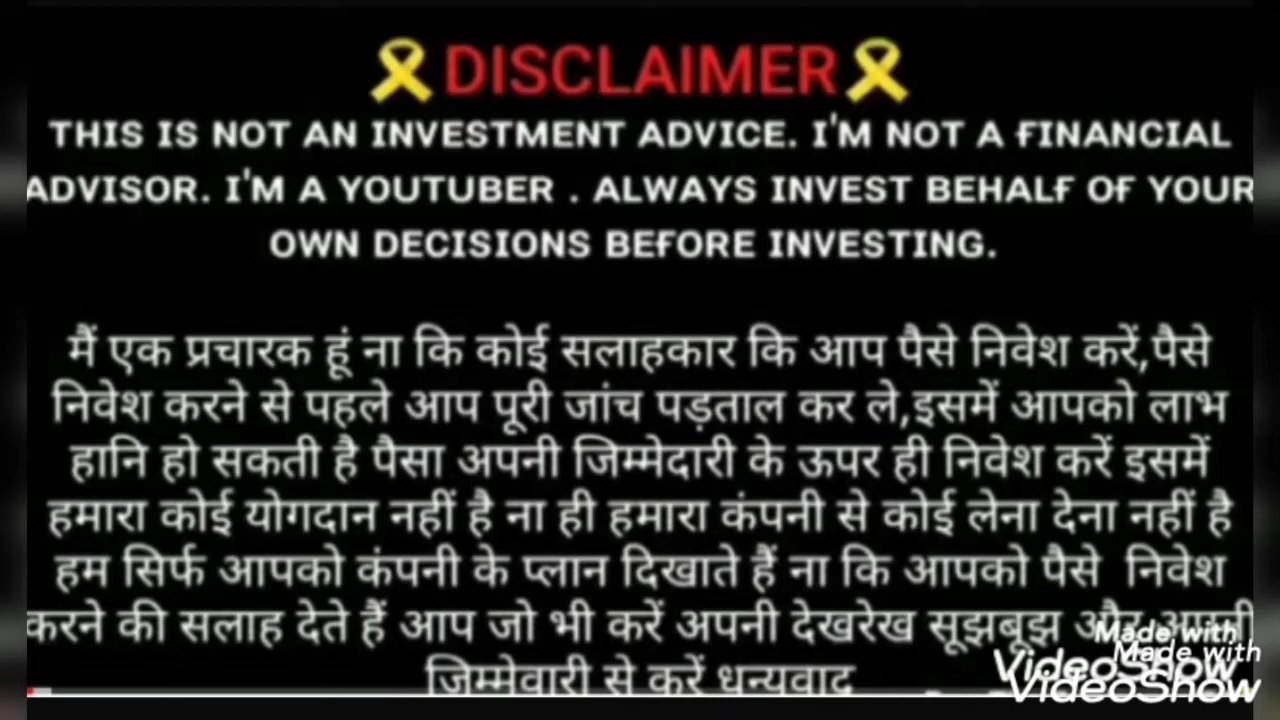 🎗DISCLAIMER🎗
THIS IS NOT AN INVESTMENT ADVICE. I'M NOT A FINANCIAL
ADVISOR. I'M A YOUTUBER . ALWAYS INVEST BEHALF OF YOUR
OWN DECISIONS BEFORE INVESTING.
मैं एक प्रचारक हूं ना कि कोई सलाहकार कि आप पैसे निवेश करें,पैसे
निवेश करने से पहले आप पूरी जांच पड़ताल कर ले,इसमें आपको लाभ
हानि हो सकती है पैसा अपनी जिम्मेदारी के ऊपर ही निवेश करें इसमें
हमारा कोई योगदान नहीं है ना ही हमारा कंपनी से कोई लेना देना नहीं है
हम सिर्फ आपको कंपनी के प्लान दिखाते हैं ना कि आपको पैसे निवेश
करने की सलाह देते हैं आप जो भी करें अपनी देखरेख सूझबूझ और अपनी
जिम्मेवारी से करें धन्यवाद
Made with
VideoShow
Made with
VideoShow